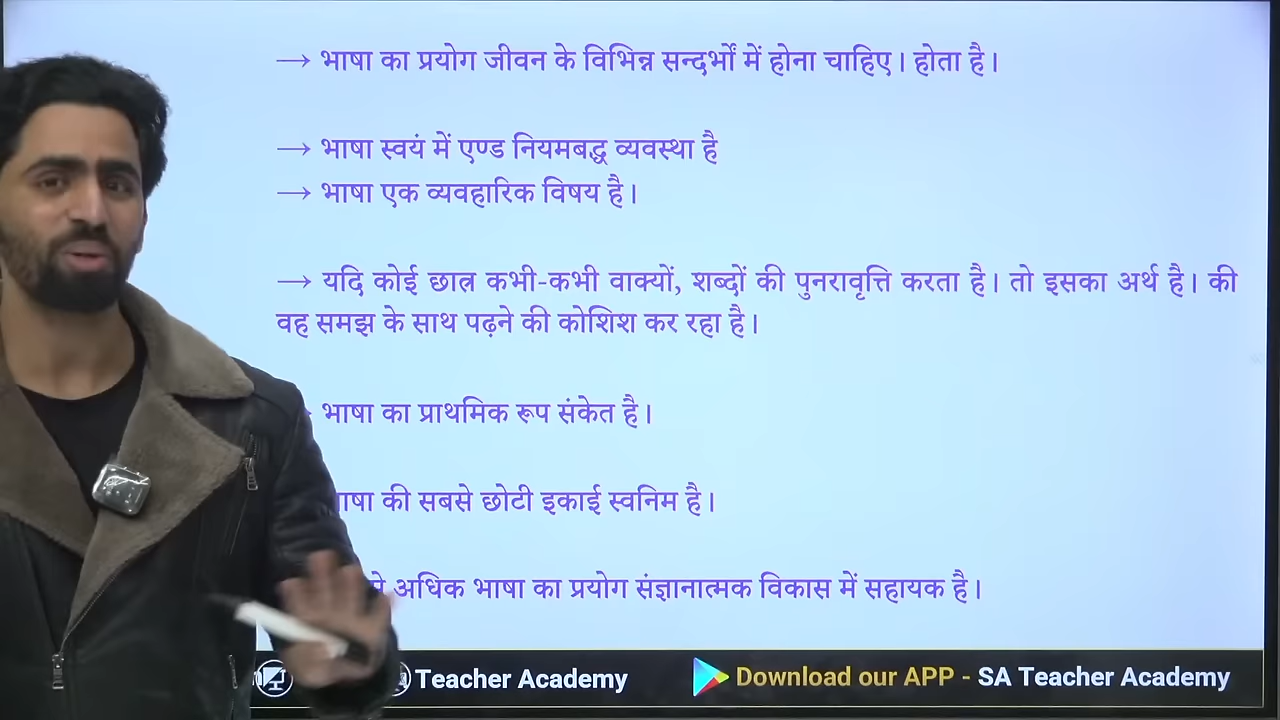 → भाषा का प्रयोग जीवन के विभिन्न सन्दर्भों में होना चाहिए। होता है।
→ भाषा स्वयं में एण्ड नियमबद्ध व्यवस्था है
→ भाषा एक व्यवहारिक विषय है।
→ यदि कोई छात्र कभी-कभी वाक्यों, शब्दों की पुनरावृत्ति करता है। तो इसका अर्थ है। की
वह समझ के साथ पढ़ने की कोशिश कर रहा है।
भाषा का प्राथमिक रूप संकेत है।
की सबसे छोटी इकाई स्वनिम है।
अधिक भाषा का प्रयोग संज्ञानात्मक विकास में सहायक है।
Teacher Academy
Download our APP - SA Teacher Academy